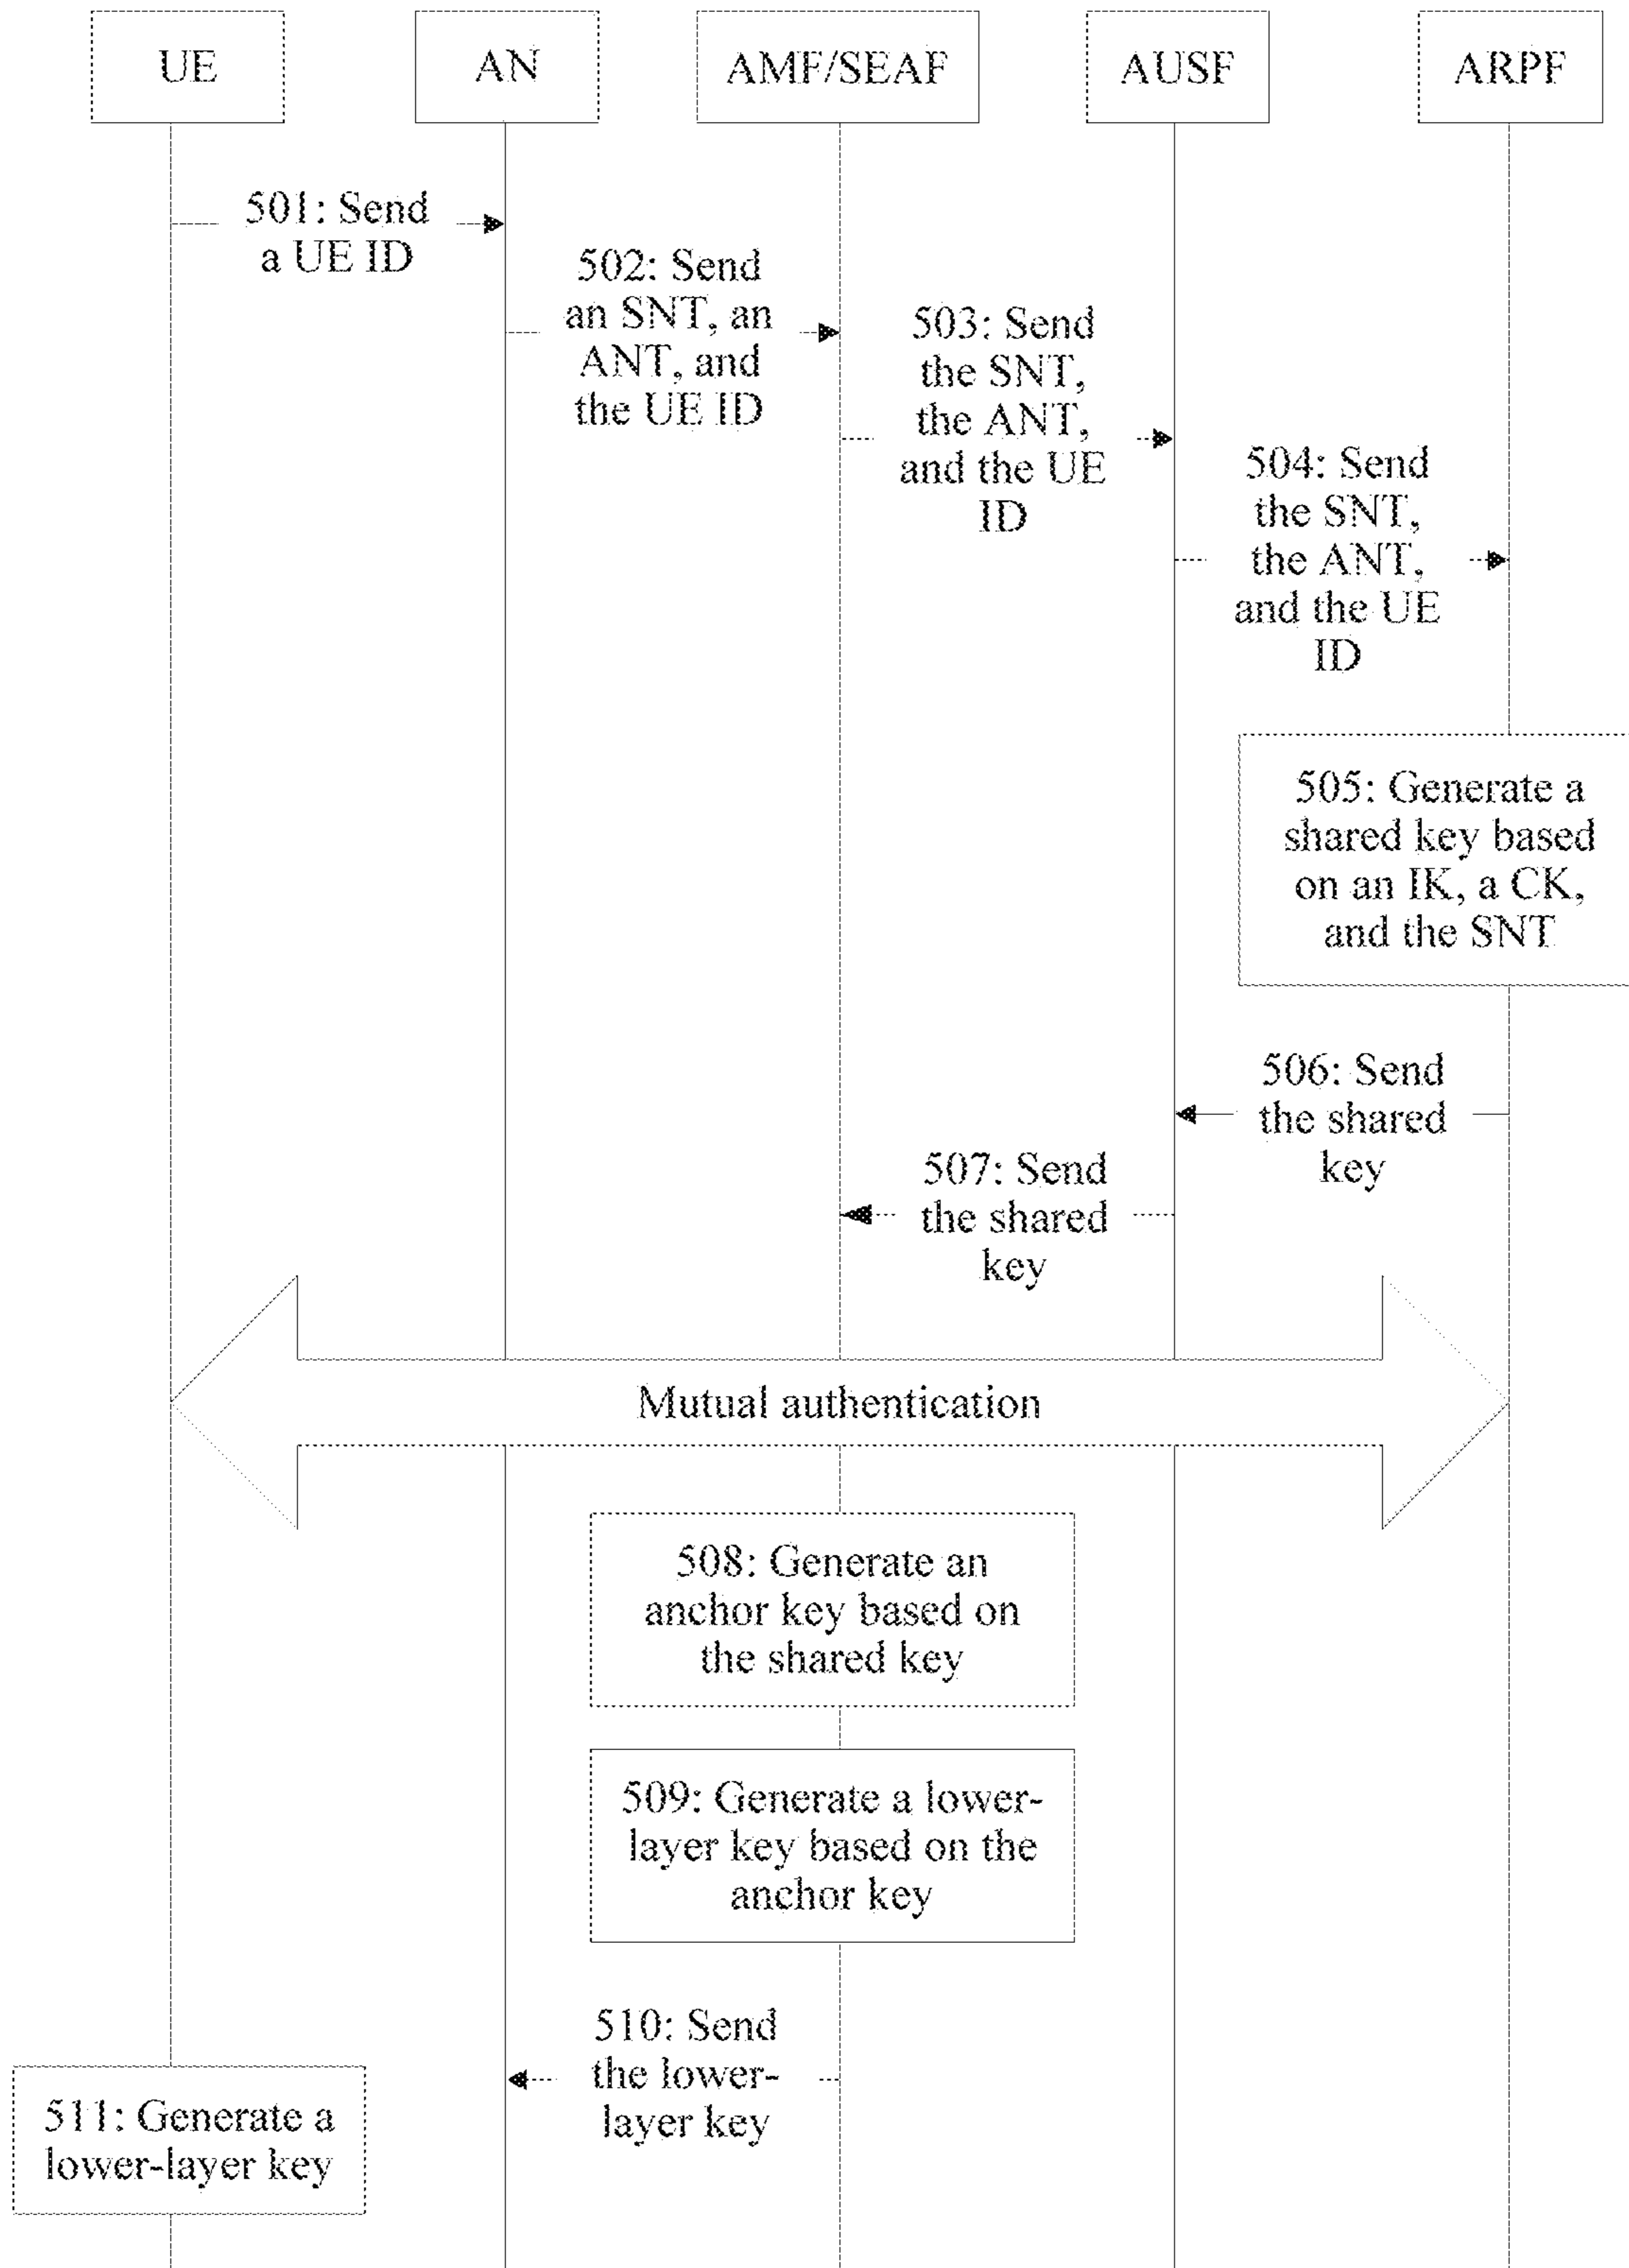 UE
AN
AMF/SEAF
AUSF
ARPF
501: Send
a UE ID
502: Send
an SNT, an
ANT, and
the UE ID
503: Send
the SNT,
the ANT,
and the UE
ID
504: Send
the SNT,
the ANT,
and the UE
ID
505: Generate a
shared key based
on an IK, a CK,
and the SNT
506: Send
the shared
key
507: Send
the shared
key
Mutual authentication
508: Generate an
anchor key based on
the shared key
509: Generate a lower-
layer key based on the
anchor key
510: Send
the lower-
layer key
511: Generate a
lower-layer key